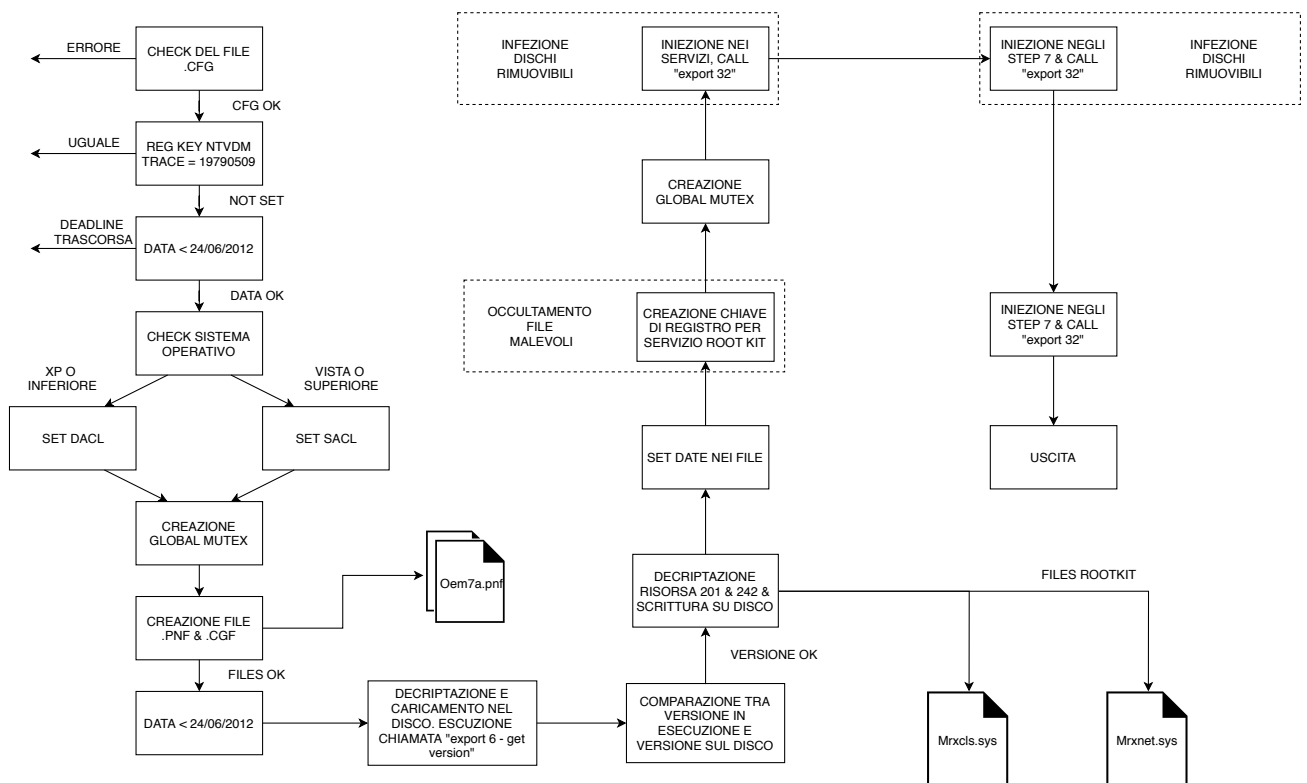 ERRORE
CHECK DEL FILE
.CFG
CFG OK
UGUALE
REG KEY NTVDM
TRACE = 19790509
NOT SET
DEADLINE
TRASCORSA
DATA < 24/06/2012
DATA OK
CHECK SISTEMA
OPERATIVO
XP O
INFERIORE
VISTA O
SUPERIORE
SET DACL
SET SACL
CREAZIONE
GLOBAL MUTEX
Oem7a.pnf
CREAZIONE FILE
.PNF & .CGF
FILES OK
DATA < 24/06/2012
DECRIPTAZIONE E
CARICAMENTO NEL
DISCO. ESCUZIONE
CHIAMATA "export 6 - get
version"
COMPARAZIONE TRA
VERSIONE IN
ESECUZIONE E
VERSIONE SUL DISCO
VERSIONE OK
DECRIPTAZIONE
RISORSA 201 & 242 &
SCRITTURA SU DISCO
FILES ROOTKIT
Mrxcls.sys
Mrxnet.sys
SET DATE NEI FILE
OCCULTAMENTO
FILE
MALEVOLI
CREAZIONE CHIAVE
DI REGISTRO PER
SERVIZIO ROOT KIT
CREAZIONE
GLOBAL MUTEX
INFEZIONE
DISCHI
RIMUOVIBILI
INIEZIONE NEI
SERVIZI, CALL
"export 32"
INIEZIONE NEGLI
STEP 7 & CALL
"export 32"
INFEZIONE
DISCHI
RIMUOVIBILI
INIEZIONE NEGLI
STEP 7 & CALL
"export 32"
USCITA